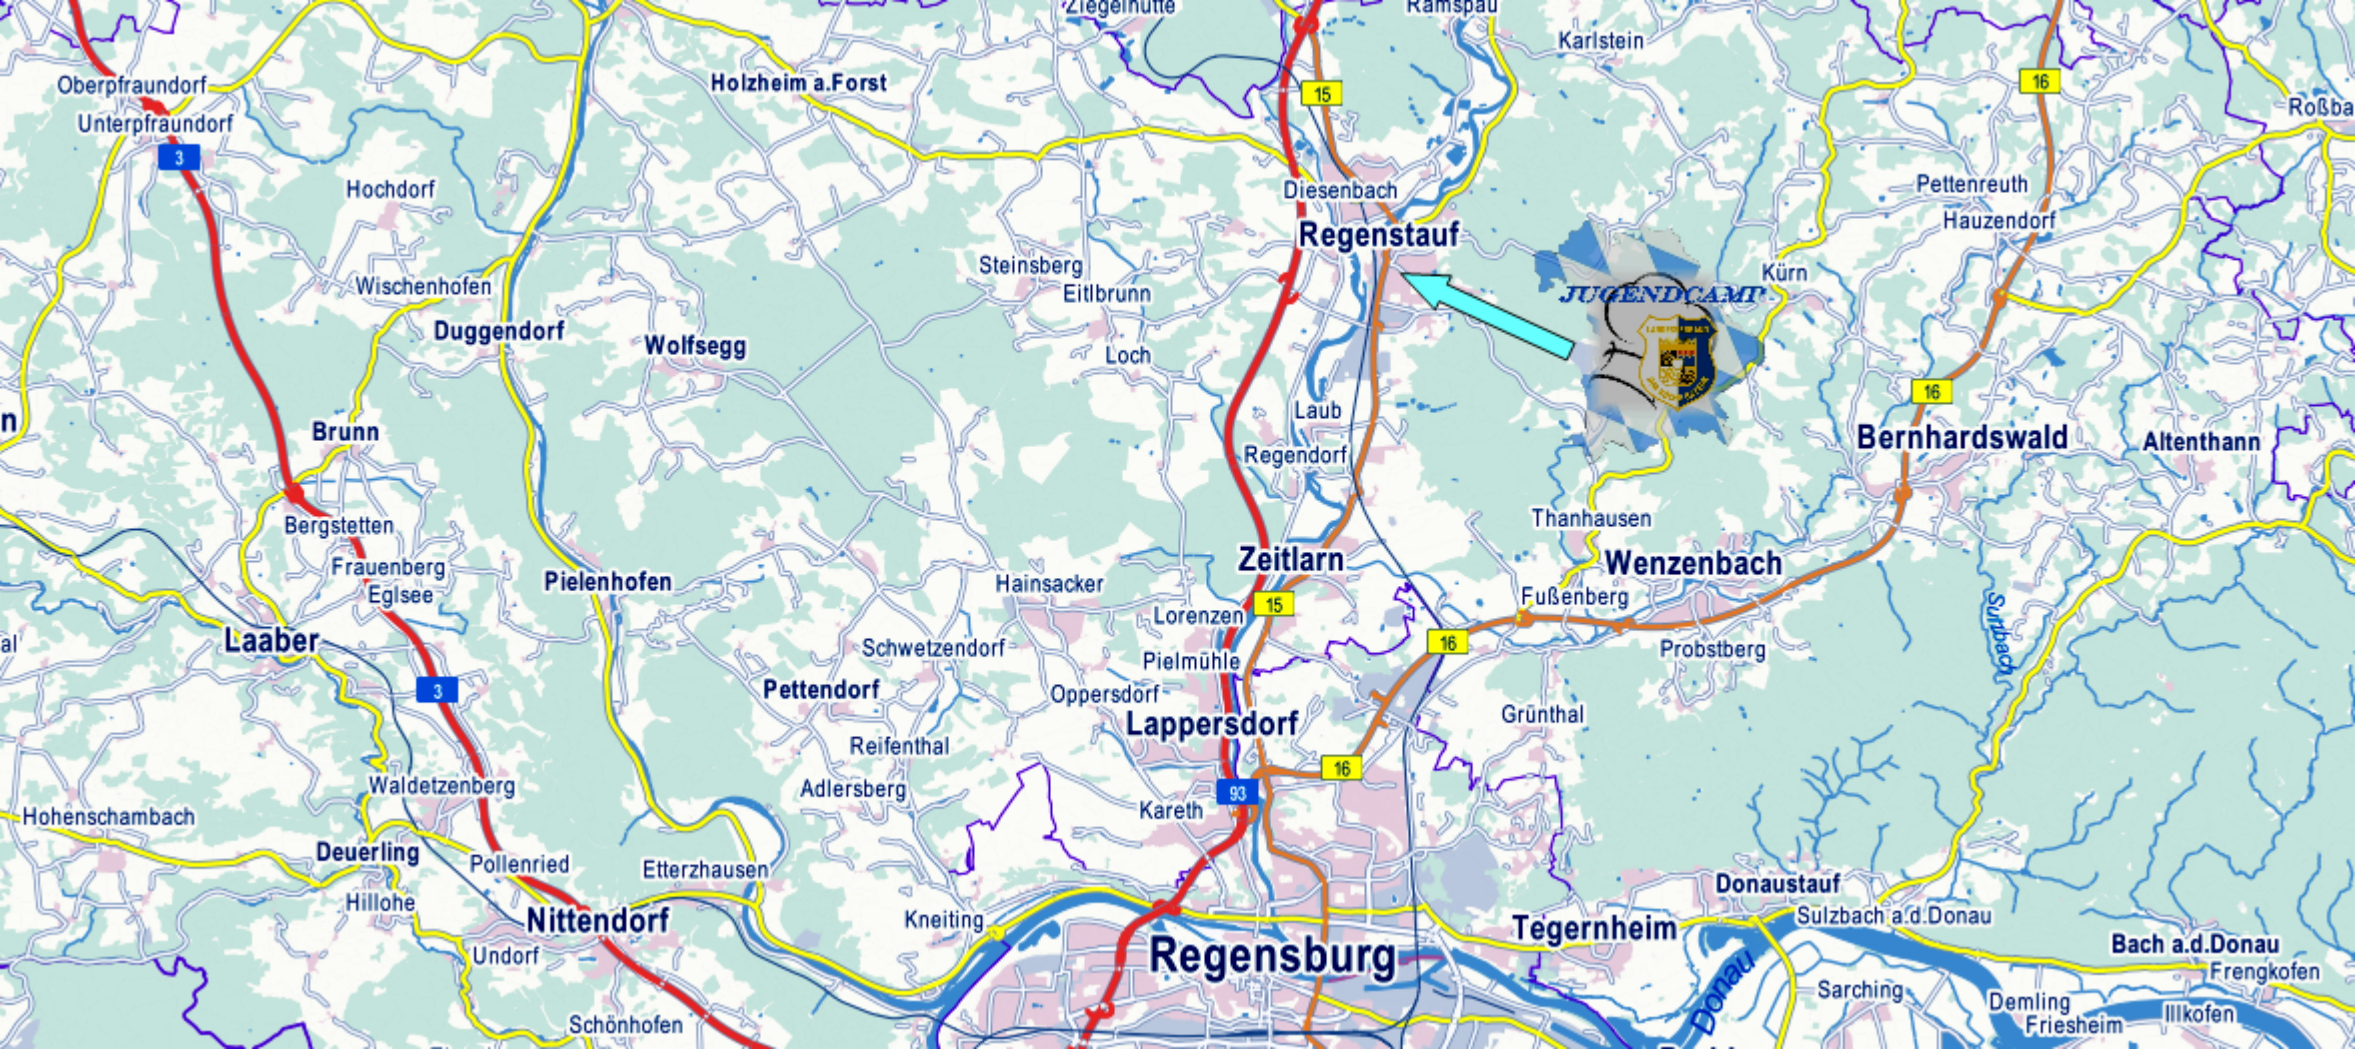 Ziegelhütte
Ramspau
Karlstein
Oberpfraundorf
Holzheim a.Forst
15
16
Roßba
Unterpfraundorf
3
Hochdorf
Diesenbach
Pettenreuth
Hauzendorf
Regenstauf
Steinsberg
Eitlbrunn
Kürn
Wischenhofen
JUGENDCAMP
Duggendorf
Wolfsegg
Loch
16
Laub
n
Brunn
Regendorf
Bernhardswald
Altenthann
Bergstetten
Thanhausen
Frauenberg
Eglsee
Pielenhofen
Hainsacker
Zeitlarn
Wenzenbach
Fußenberg
15
Lorenzen
Sulzbach
al
Laaber
Schwetzendorf
Pielmühle
16
Probstberg
3
Pettendorf
Oppersdorf
Lappersdorf
Grünthal
Reifenthal
16
Waldetzenberg
Adlersberg
93
Kareth
Hohenschambach
Deuerling
Pollenried
Etterzhausen
Donaustauf
Hillohe
Nittendorf
Kneiting
Tegernheim
Sulzbach a.d.Donau
Undorf
Regensburg
Bach a.d.Donau
Frengkofen
Donau
Sarching
Demling
Friesheim
Illkofen
Schönhofen